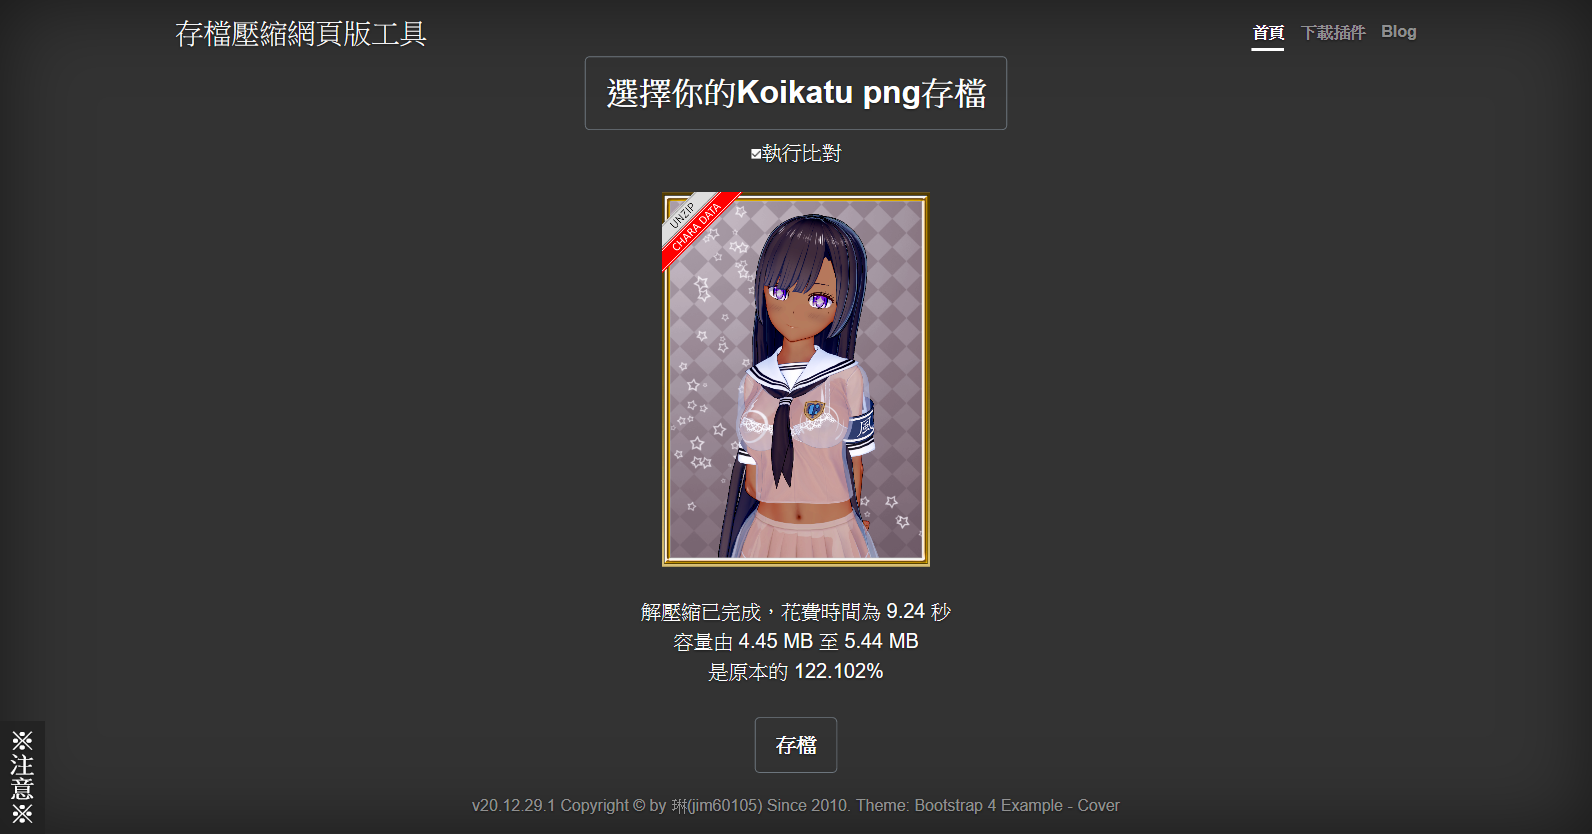 存檔壓縮網頁版工具
首頁 下載插件 Blog
選擇你的Koikatu png存檔
執行比對
UNZIP
CHARA DATA
風
解壓縮已完成，花費時間為 9.24 秒
容量由 4.45 MB 至 5.44 MB
是原本的 122.102%
存檔
※注意※
v20.12.29.1 Copyright © by 琳(jim60105) Since 2010. Theme: Bootstrap 4 Example - Cover